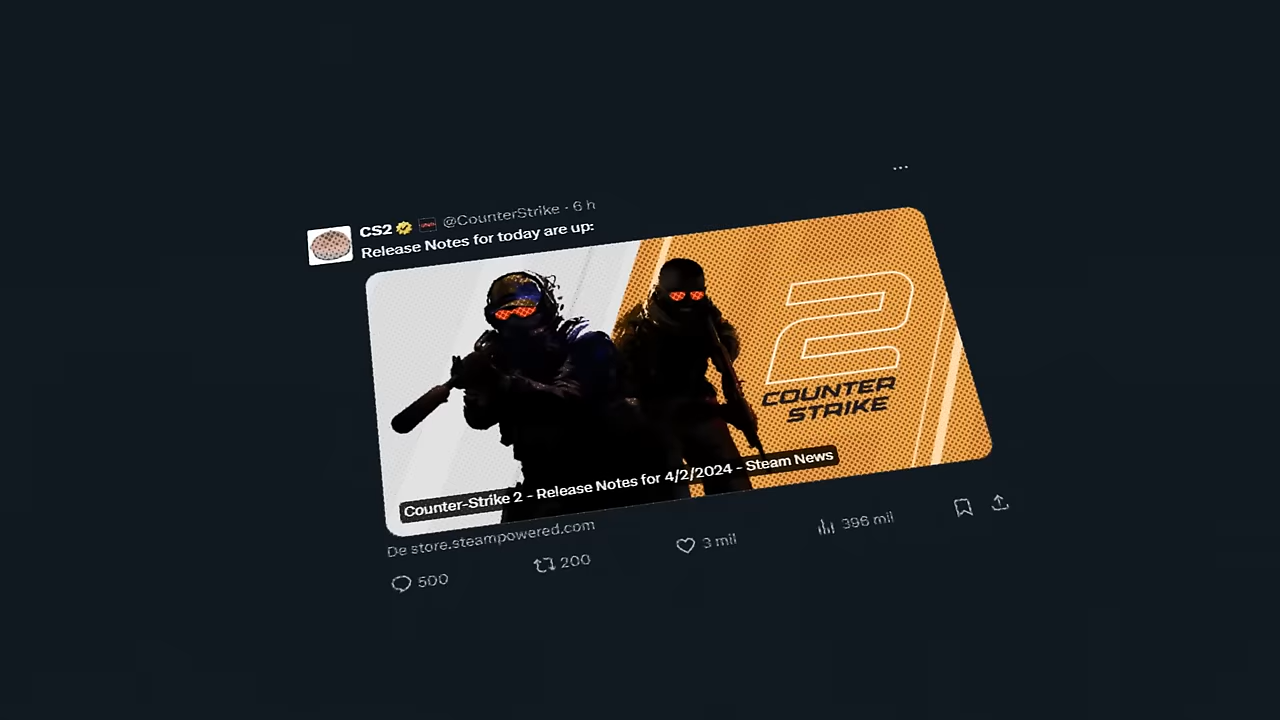 CS2 @CounterStrike · 6 h
Release Notes for today are up:
2
COUNTER
STRIKE
Counter-Strike 2 - Release Notes for 4/2/2024 - Steam News
De store.steampowered.com
500 200 3 mil 396 mil